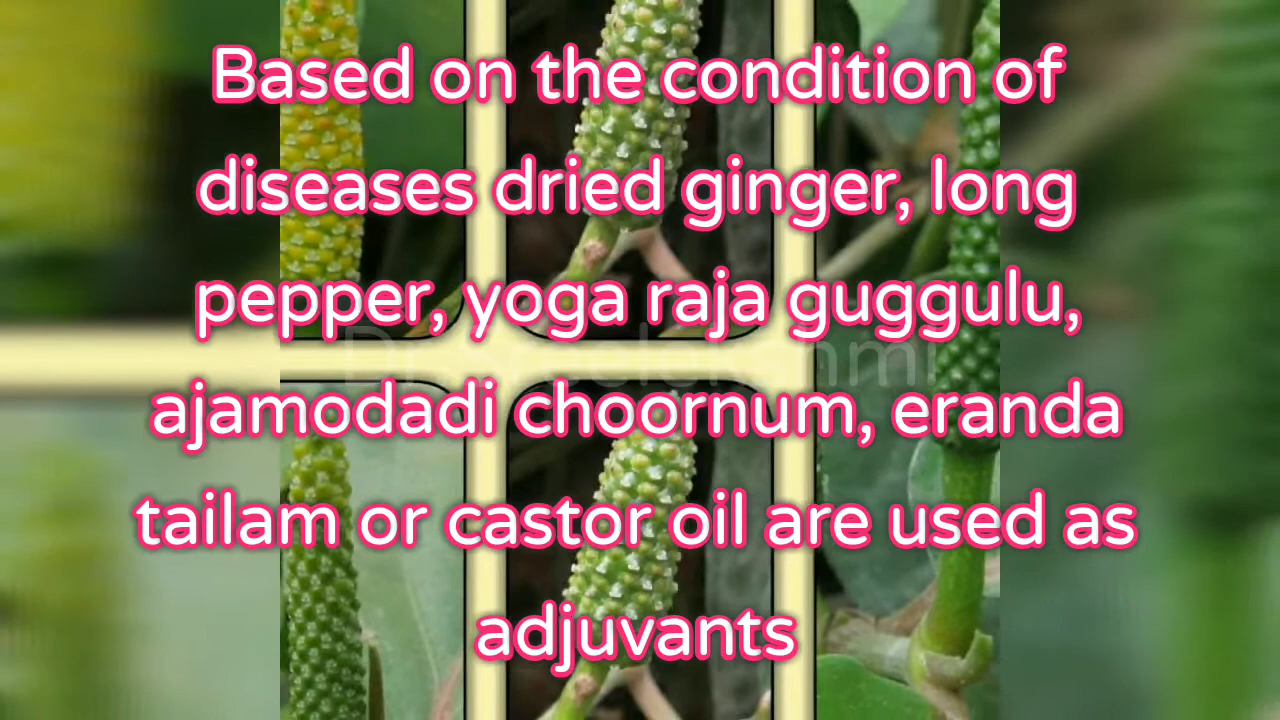 Based on the condition of
diseases dried ginger, long
pepper, yoga raja guggulu,
ajamodadi choornum, eranda
tailam or castor oil are used as
adjuvants